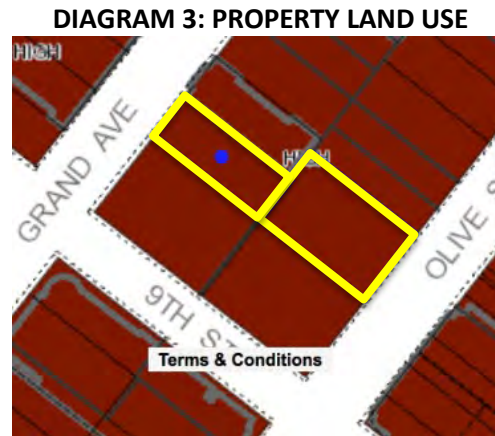 DIAGRAM 3: PROPERTY LAND USE
HIGH
GRAND AVE
HIGH
OLIVE S
9TH ST
Terms & Conditions